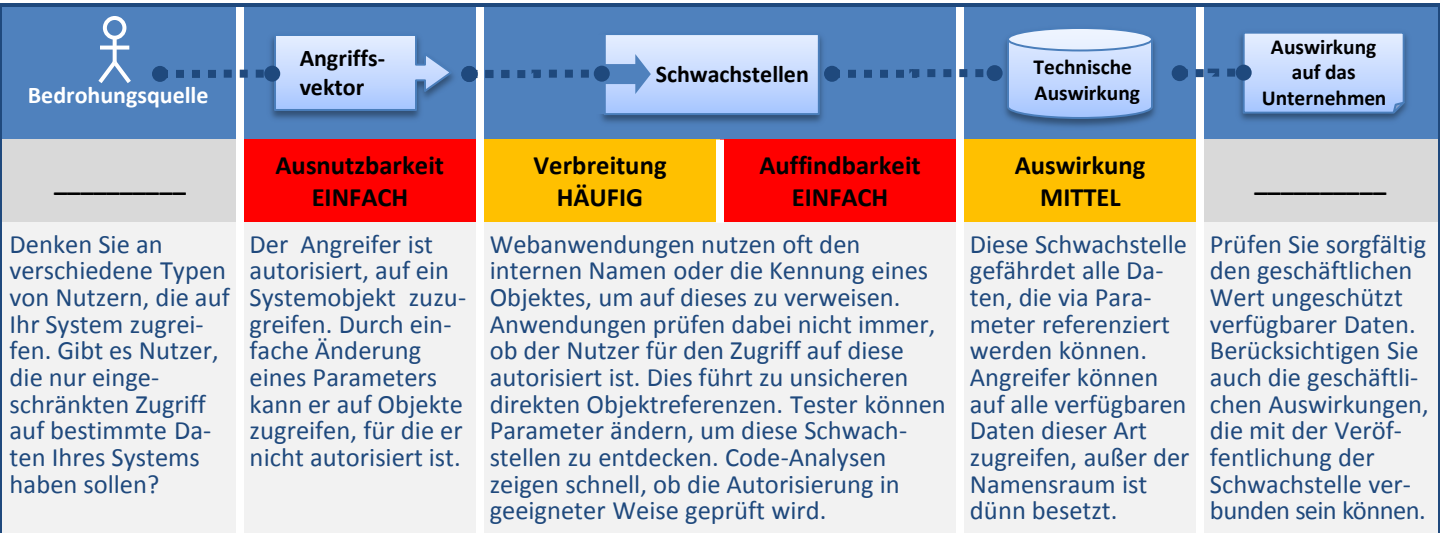 Bedrohungsquelle
Angriffs-
vektor
Schwachstellen
Technische
Auswirkung
Auswirkung
auf das
Unternehmen
__________
Ausnutzbarkeit
EINFACH
Verbreitung
HÄUFIG
Auffindbarkeit
EINFACH
Auswirkung
MITTEL
__________
Denken Sie an
verschiedene Typen
von Nutzern, die auf
Ihr System zugrei-
fen. Gibt es Nutzer,
die nur einge-
schränkten Zugriff
auf bestimmte Da-
ten Ihres Systems
haben sollen?
Der Angreifer ist
autorisiert, auf ein
Systemobjekt zuzu-
greifen. Durch ein-
fache Änderung
eines Parameters
kann er auf Objekte
zugreifen, für die er
nicht autorisiert ist.
Webanwendungen nutzen oft den
internen Namen oder die Kennung eines
Objektes, um auf dieses zu verweisen.
Anwendungen prüfen dabei nicht immer,
ob der Nutzer für den Zugriff auf diese
autorisiert ist. Dies führt zu unsicheren
direkten Objektreferenzen. Tester können
Parameter ändern, um diese Schwach-
stellen zu entdecken. Code-Analysen
zeigen schnell, ob die Autorisierung in
geeigneter Weise geprüft wird.
Diese Schwachstelle
gefährdet alle Da-
ten, die via Para-
meter referenziert
werden können.
Angreifer können
auf alle verfügbaren
Daten dieser Art
zugreifen, außer der
Namensraum ist
dünn besetzt.
Prüfen Sie sorgfältig
den geschäftlichen
Wert ungeschützt
verfügbarer Daten.
Berücksichtigen Sie
auch die geschäftli-
chen Auswirkungen,
die mit der Veröf-
fentlichung der
Schwachstelle ver-
bunden sein können.